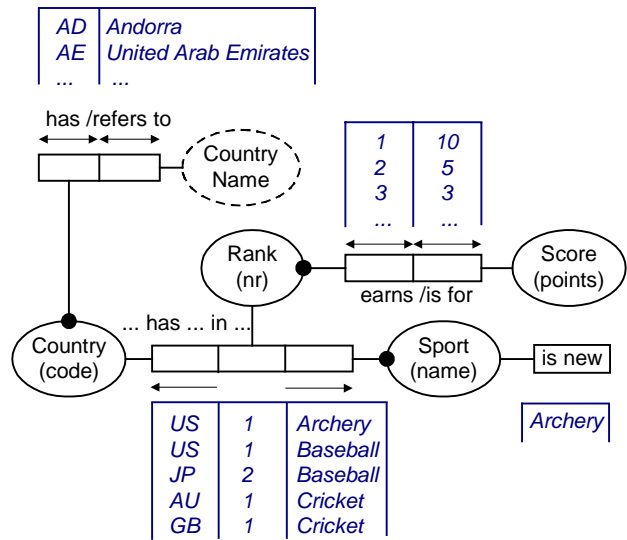 AD Andorra
AE United Arab Emirates
... ...
has /refers to
Country
Name
1 10
2 5
3 3
... ...
Rank
(nr)
Score
(points)
earns /is for
... has ... in ...
Country
(code)
Sport
(name)
is new
US 1 Archery
US 1 Baseball
JP 2 Baseball
AU 1 Cricket
GB 1 Cricket
Archery